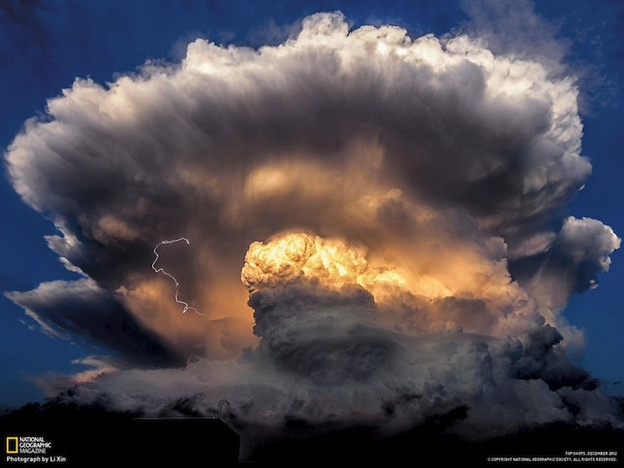 NATIONAL
GEOGRAPHIC
MAGAZINE
Photograph by Li Xin
TOP SHOTS, DECEMBER 2012
© COPYRIGHT NATIONAL GEOGRAPHIC SOCIETY. ALL RIGHTS RESERVED.